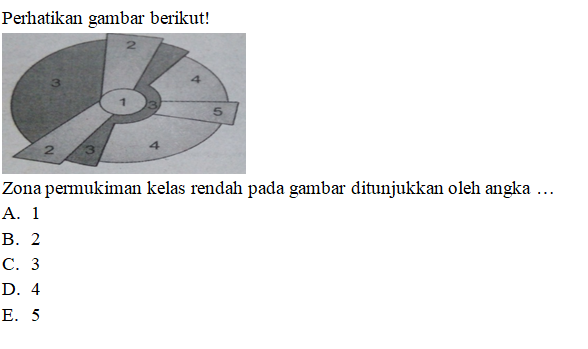 Perhatikan gambar berikut!
2
3
4
1
3
5
2
3
4
Zona permukiman kelas rendah pada gambar ditunjukkan oleh angka …
A. 1
B. 2
C. 3
D. 4
E. 5